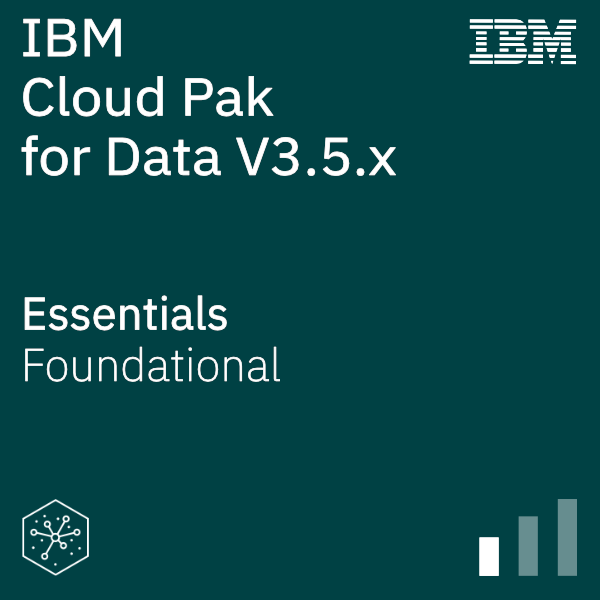 IBM
IBM
Cloud Pak
for Data V3.5.x
Essentials
Foundational